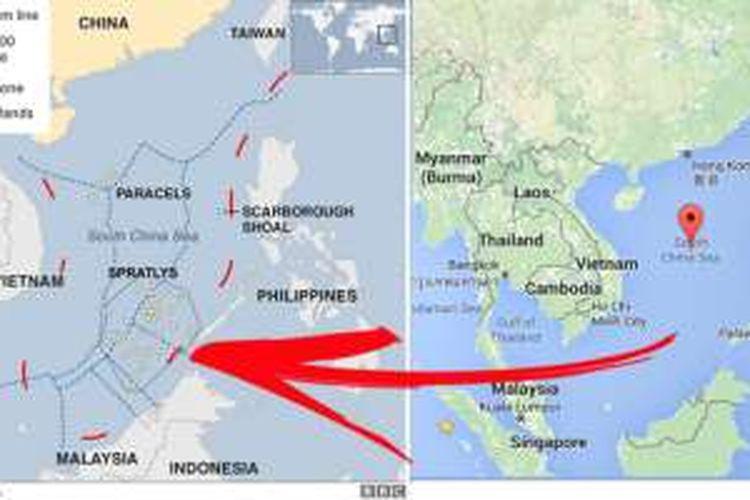 m line
CHINA
00
e
one
lands
TAIWAN
PARACELS
SCARBOROUGH
SHOAL
South China Sea
SPRATLYS
VIETNAM
PHILIPPINES
MALAYSIA
INDONESIA
BBC
Myanmar
(Burma)
Laos
Hong Kong
香港
South
China Sea
Thailand
Bangkok
Vietnam
Cambodia
Ho Chi
Minh City
Gulf of
Thailand
Malaysia
Kuala Lumpur
Singapore